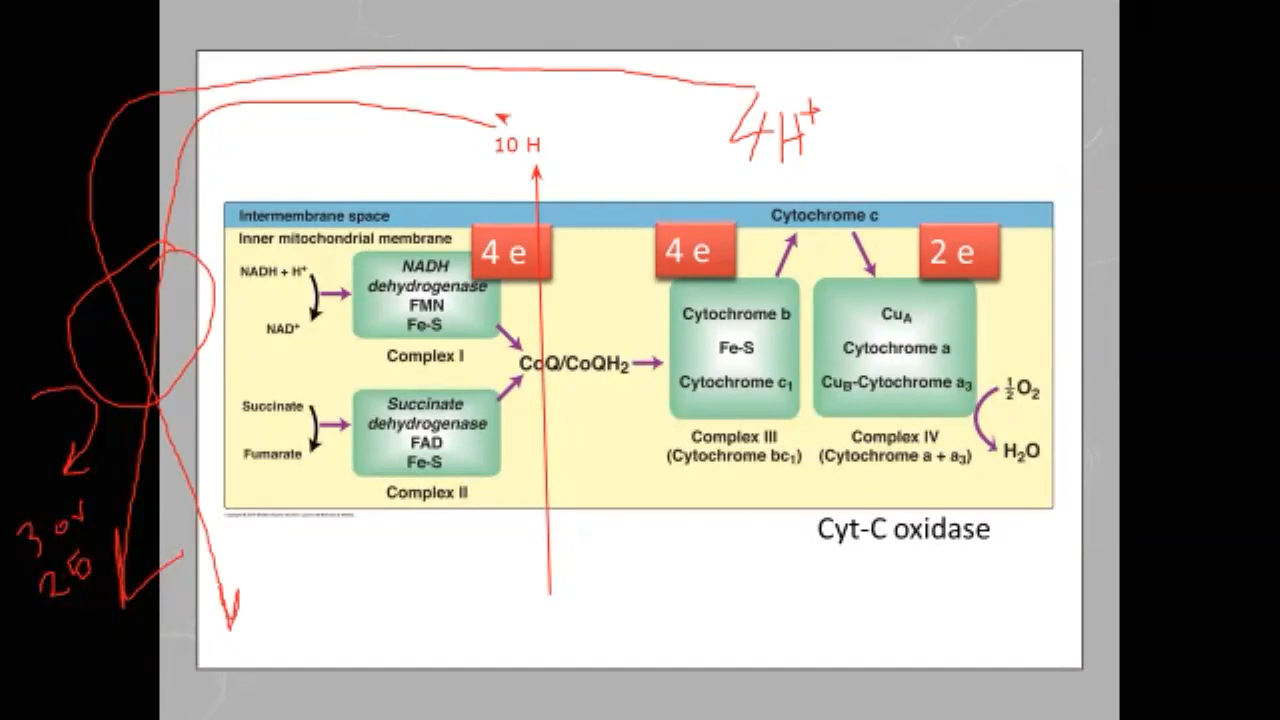 4H+
10 H
Intermembrane space
Cytochrome c
Inner mitochondrial membrane
4 e
4 e
2 e
NADH + H+
NAD+
NADH
dehydrogenase
FMN
Fe-S
Complex I
CoQ/CoQH2
Succinate
Fumarate
Succinate
dehydrogenase
FAD
Fe-S
Complex II
Cytochrome b
Fe-S
Cytochrome c1
Complex III
(Cytochrome bc1)
CuA
Cytochrome a
CuB-Cytochrome a3
Complex IV
(Cytochrome a + a3)
½O2
H2O
Cyt-C oxidase
3 or